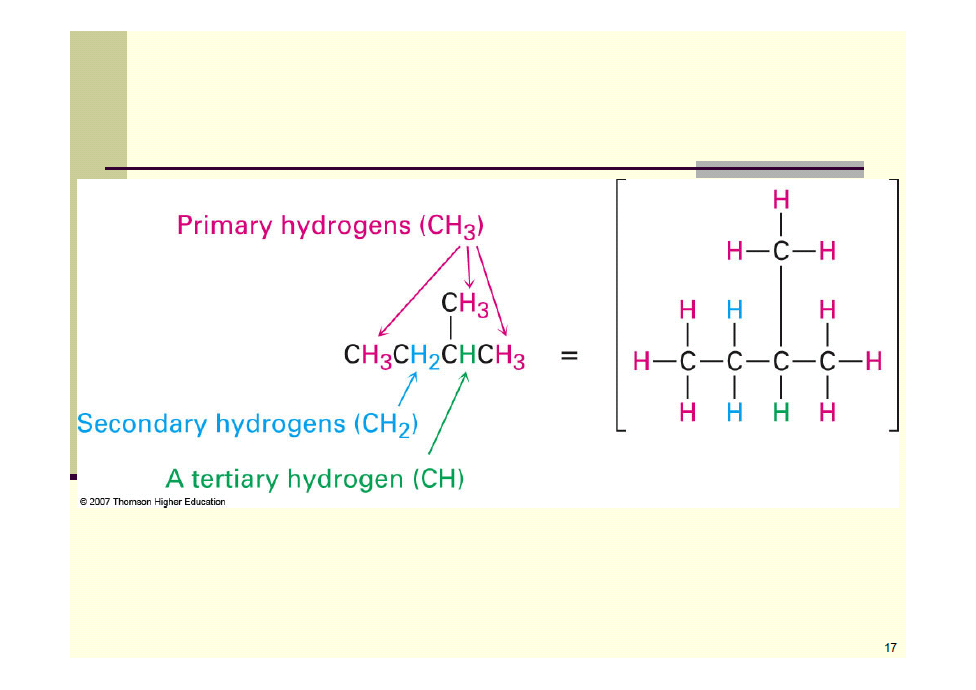 Primary hydrogens (CH3)
CH3
CH3CH2CHCH3 =
Secondary hydrogens (CH2)
A tertiary hydrogen (CH)
© 2007 Thomson Higher Education
H
H—C—H
H H H
H—C—C—C—C—H
H H H H
17